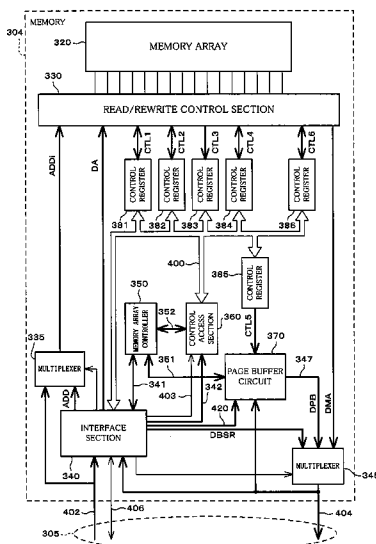 MEMORY
304
320
MEMORY ARRAY
330
READ/REWRITE CONTROL SECTION
ADDi
DA
CTL1
CTL2
CTL3
CTL4
CTL6
CONTROL REGISTER
CONTROL REGISTER
CONTROL REGISTER
CONTROL REGISTER
CONTROL REGISTER
381
382
383
384
386
400
385
CONTROL REGISTER
350
MEMORY ARRAY CONTROLLER
352
CONTROL ACCESS SECTION
360
CTL5
370
335
MULTIPLEXER
ADD
341
403
351
342
PAGE BUFFER CIRCUIT
347
DPB
DMA
INTERFACE SECTION
340
420
DBSR
MULTIPLEXER
345
402
406
404
305